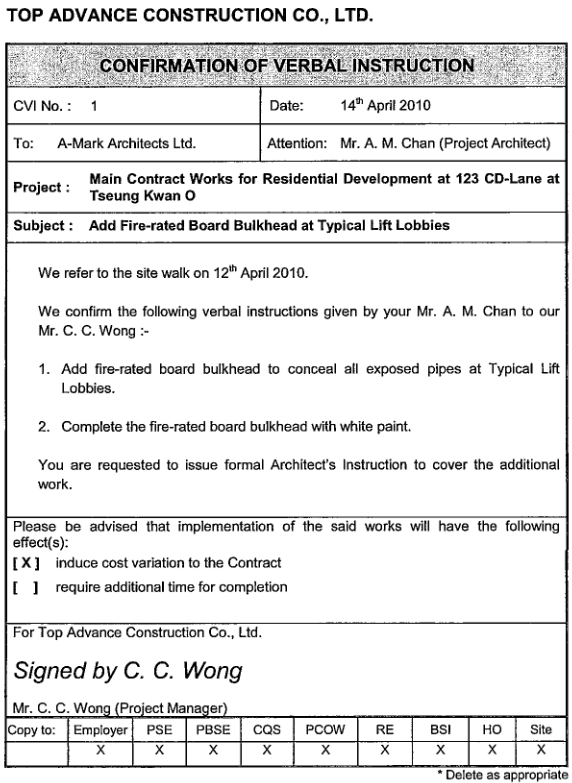 TOP ADVANCE CONSTRUCTION CO., LTD.
CONFIRMATION OF VERBAL INSTRUCTION
CVI No. : 1 Date: 14th April 2010
To: A-Mark Architects Ltd. Attention: Mr. A. M. Chan (Project Architect)
Project : Main Contract Works for Residential Development at 123 CD-Lane at
Tseung Kwan O
Subject : Add Fire-rated Board Bulkhead at Typical Lift Lobbies
We refer to the site walk on 12th April 2010.
We confirm the following verbal instructions given by your Mr. A. M. Chan to our
Mr. C. C. Wong :-
1. Add fire-rated board bulkhead to conceal all exposed pipes at Typical Lift
Lobbies.
2. Complete the fire-rated board bulkhead with white paint.
You are requested to issue formal Architect's Instruction to cover the additional
work.
Please be advised that implementation of the said works will have the following
effect(s):
[ X ] induce cost variation to the Contract
[ ] require additional time for completion
For Top Advance Construction Co., Ltd.
Signed by C. C. Wong
Mr. C. C. Wong (Project Manager)
Copy to: Employer PSE PBSE CQS PCOW RE BSI HO Site
X X X X X X X X X
* Delete as appropriate